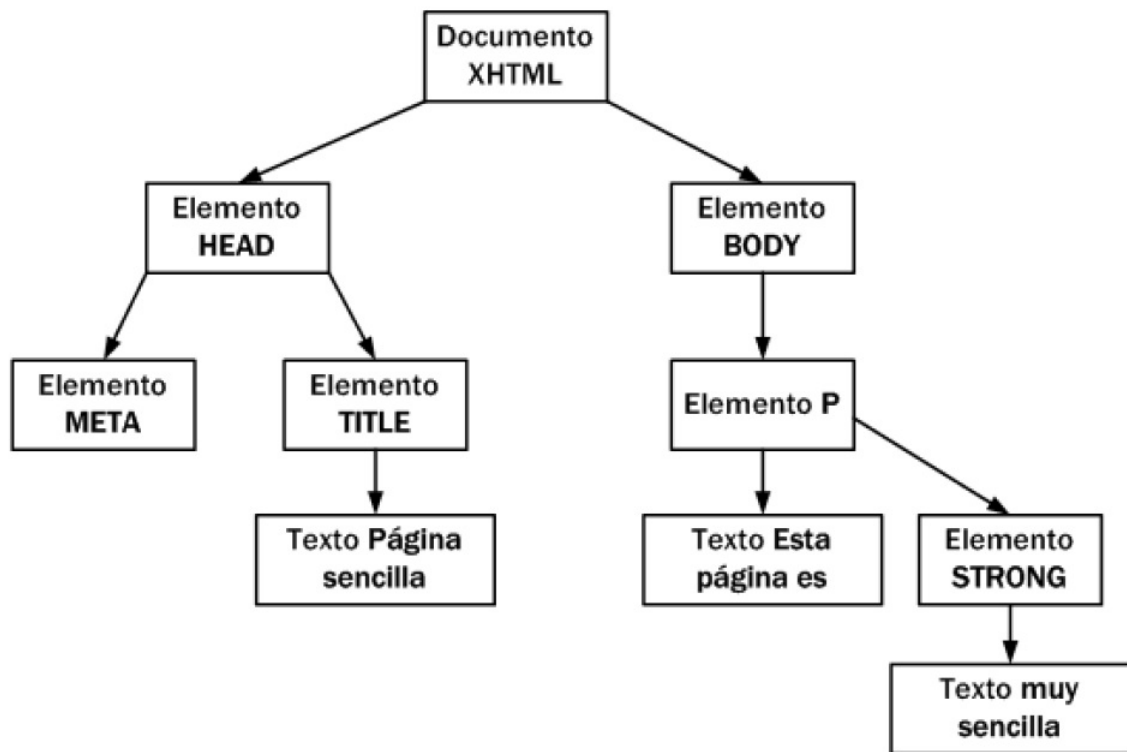 Documento
XHTML
Elemento
HEAD
Elemento
BODY
Elemento
META
Elemento
TITLE
Elemento P
Texto Página
sencilla
Texto Esta
página es
Elemento
STRONG
Texto muy
sencilla